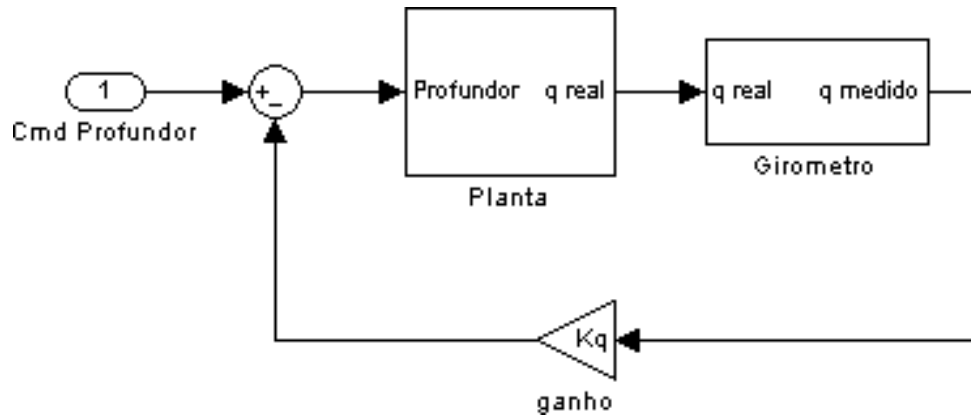 1
Cmd Profundor
+
_
Profundor
q real
Planta
q real
q medido
Girometro
Kq
ganho